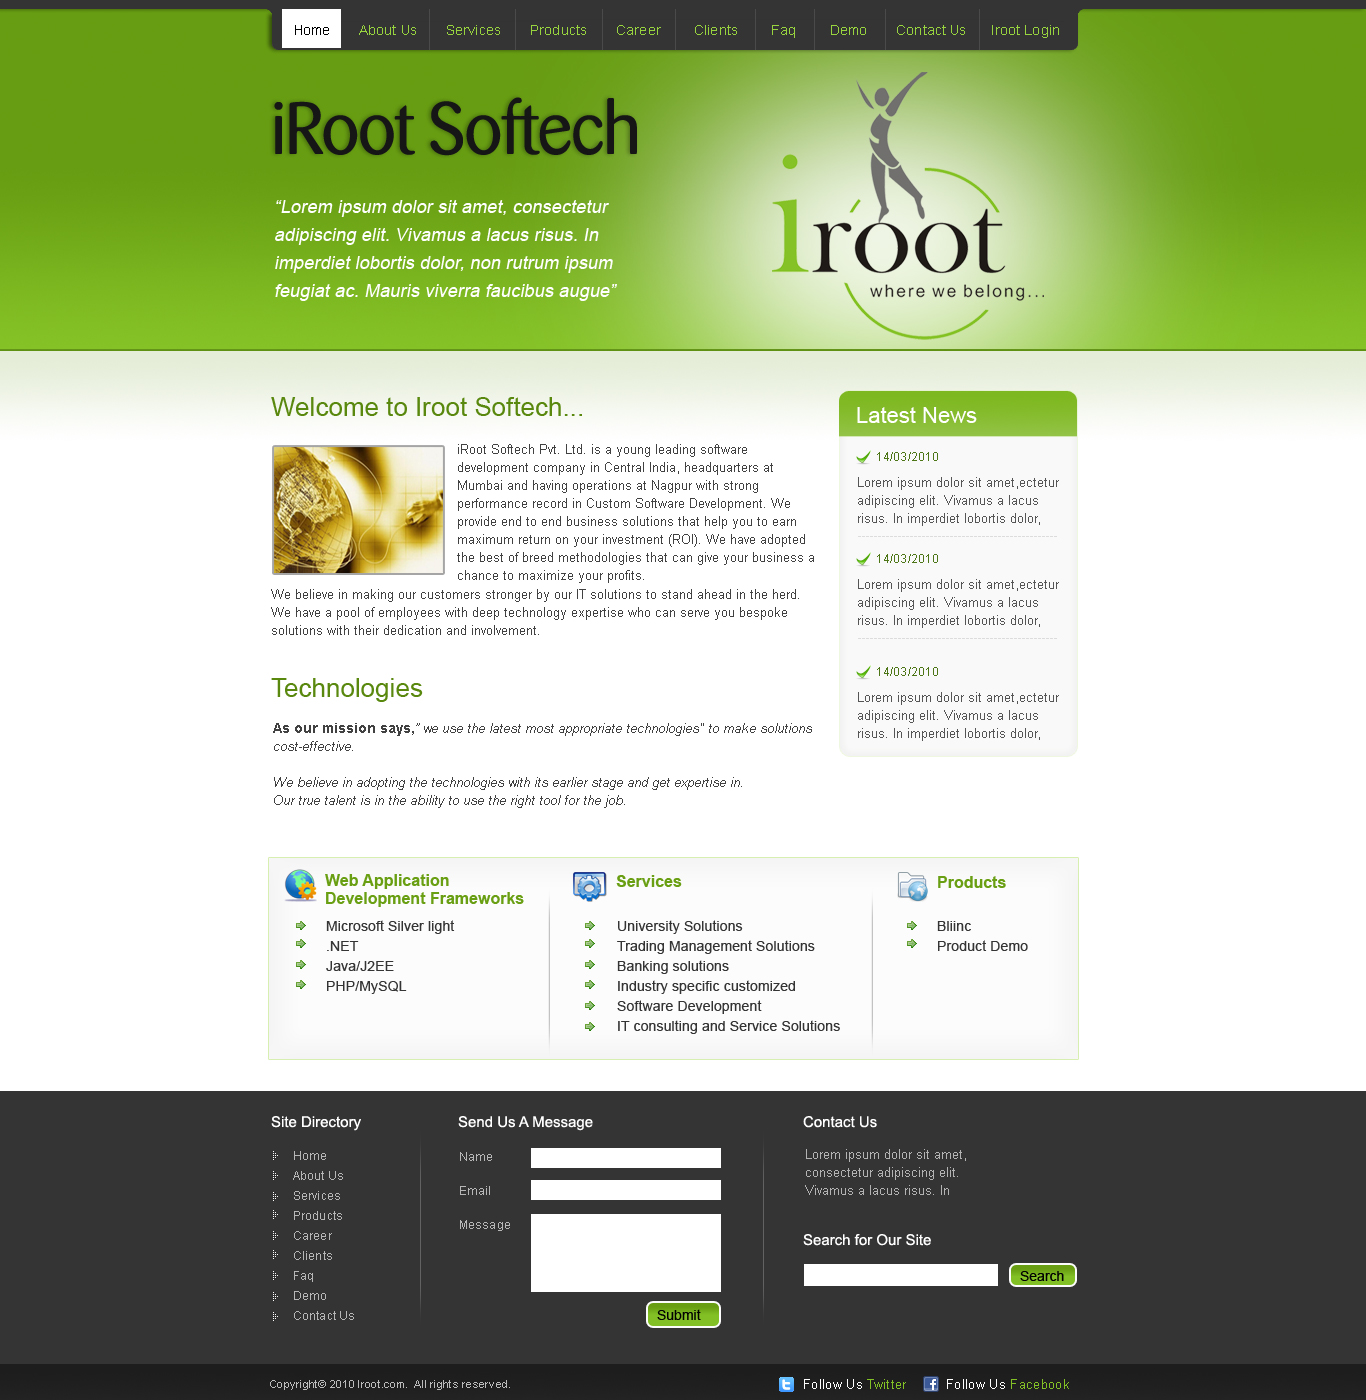 Home About Us Services Products Career Clients Faq Demo Contact Us Iroot Login
iRoot Softech
“Lorem ipsum dolor sit amet, consectetur
adipiscing elit. Vivamus a lacus risus. In
imperdiet lobortis dolor, non rutrum ipsum
feugiat ac. Mauris viverra faucibus augue”
iroot
where we belong...
Welcome to Iroot Softech...
iRoot Softech Pvt. Ltd. is a young leading software
development company in Central India, headquarters at
Mumbai and having operations at Nagpur with strong
performance record in Custom Software Development. We
provide end to end business solutions that help you to earn
maximum return on your investment (ROI). We have adopted
the best of breed methodologies that can give your business a
chance to maximize your profits.
We believe in making our customers stronger by our IT solutions to stand ahead in the herd.
We have a pool of employees with deep technology expertise who can serve you bespoke
solutions with their dedication and involvement.
Technologies
As our mission says,” we use the latest most appropriate technologies" to make solutions
cost-effective.
We believe in adopting the technologies with its earlier stage and get expertise in.
Our true talent is in the ability to use the right tool for the job.
Latest News
14/03/2010
Lorem ipsum dolor sit amet,ectetur
adipiscing elit. Vivamus a lacus
risus. In imperdiet lobortis dolor,
14/03/2010
Lorem ipsum dolor sit amet,ectetur
adipiscing elit. Vivamus a lacus
risus. In imperdiet lobortis dolor,
14/03/2010
Lorem ipsum dolor sit amet,ectetur
adipiscing elit. Vivamus a lacus
risus. In imperdiet lobortis dolor,
Web Application
Development Frameworks
Microsoft Silver light
.NET
Java/J2EE
PHP/MySQL
Services
University Solutions
Trading Management Solutions
Banking solutions
Industry specific customized
Software Development
IT consulting and Service Solutions
Products
Bliinc
Product Demo
Site Directory
Home
About Us
Services
Products
Career
Clients
Faq
Demo
Contact Us
Send Us A Message
Name
Email
Message
Submit
Contact Us
Lorem ipsum dolor sit amet,
consectetur adipiscing elit.
Vivamus a lacus risus. In
Search for Our Site
Search
Copyright© 2010 Iroot.com. All rights reserved.
Follow Us Twitter Follow Us Facebook